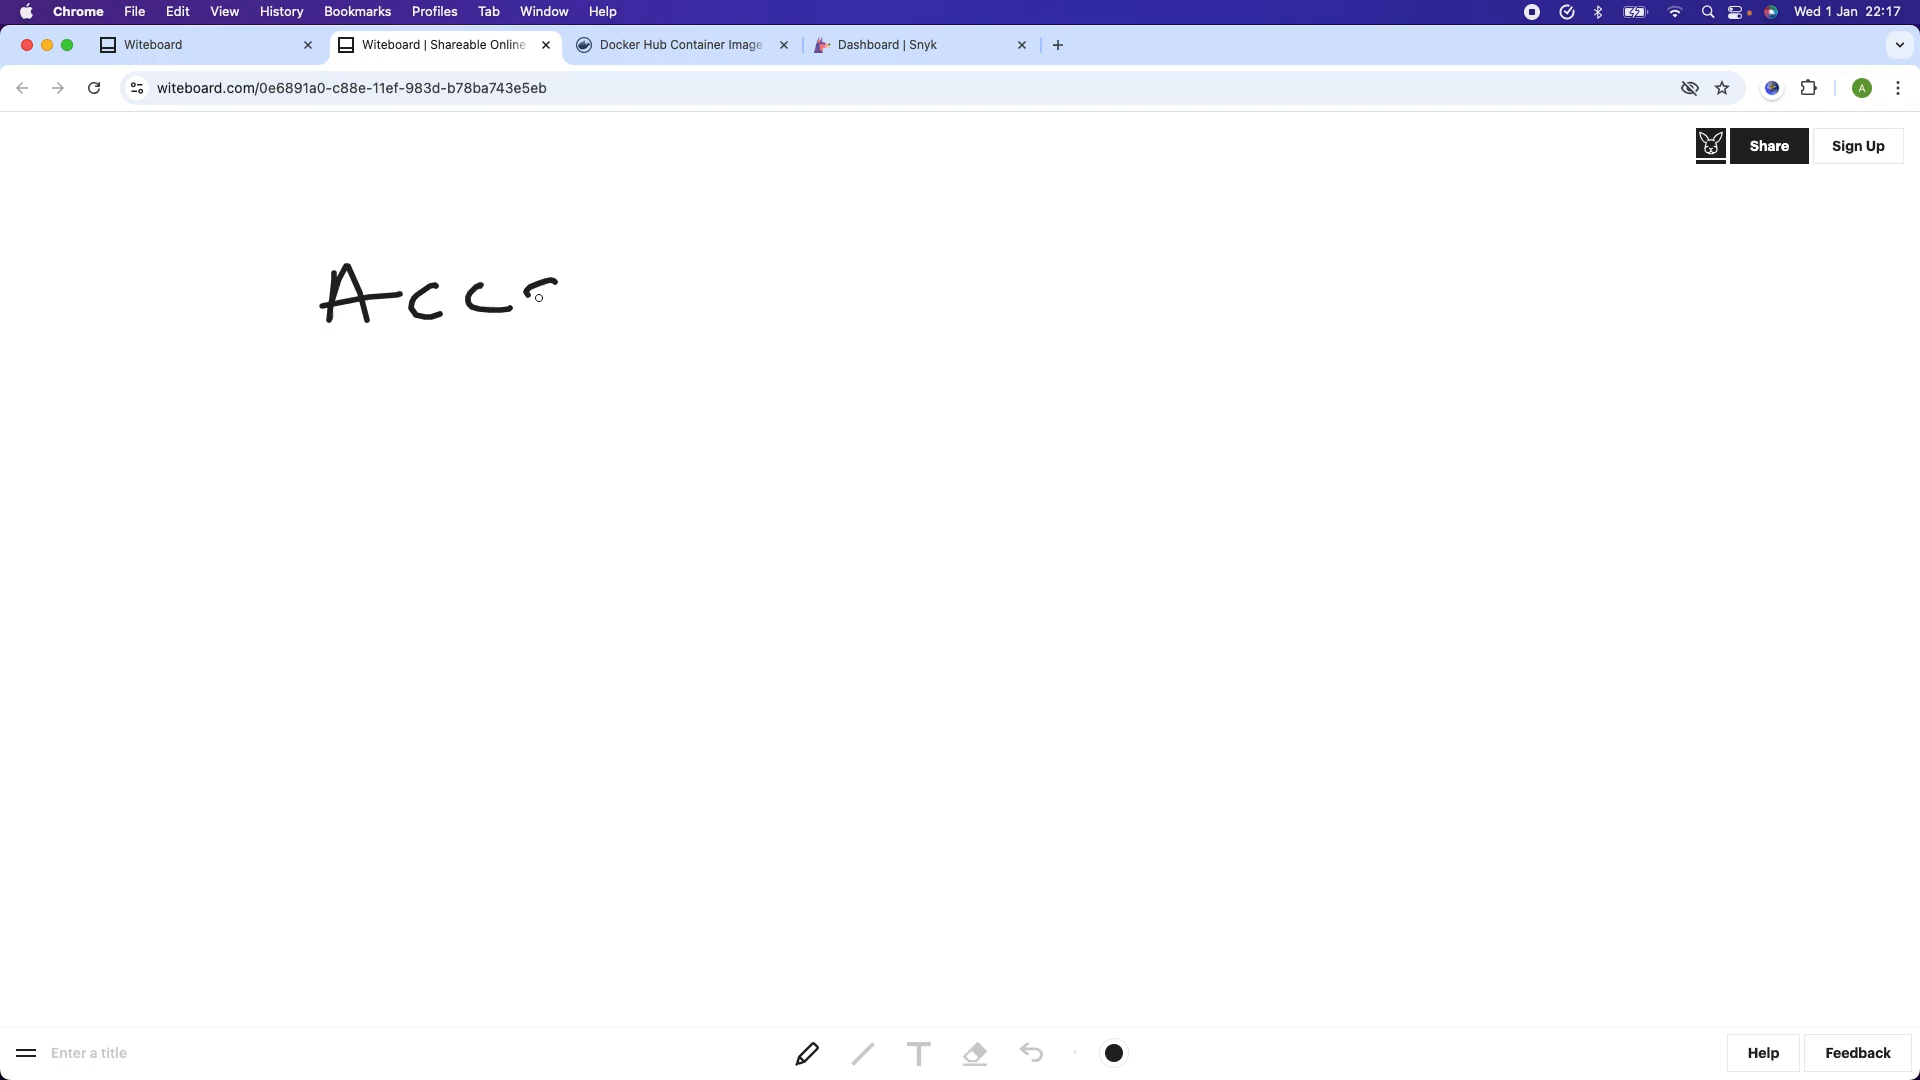 Chrome File Edit View History Bookmarks Profiles Tab Window Help Wed 1 Jan 22:17
Witeboard Witeboard | Shareable Online Docker Hub Container Image Dashboard | Snyk
witeboard.com/0e6891a0-c88e-11ef-983d-b78ba743e5eb A
Share Sign Up
Acc
Enter a title T Help Feedback